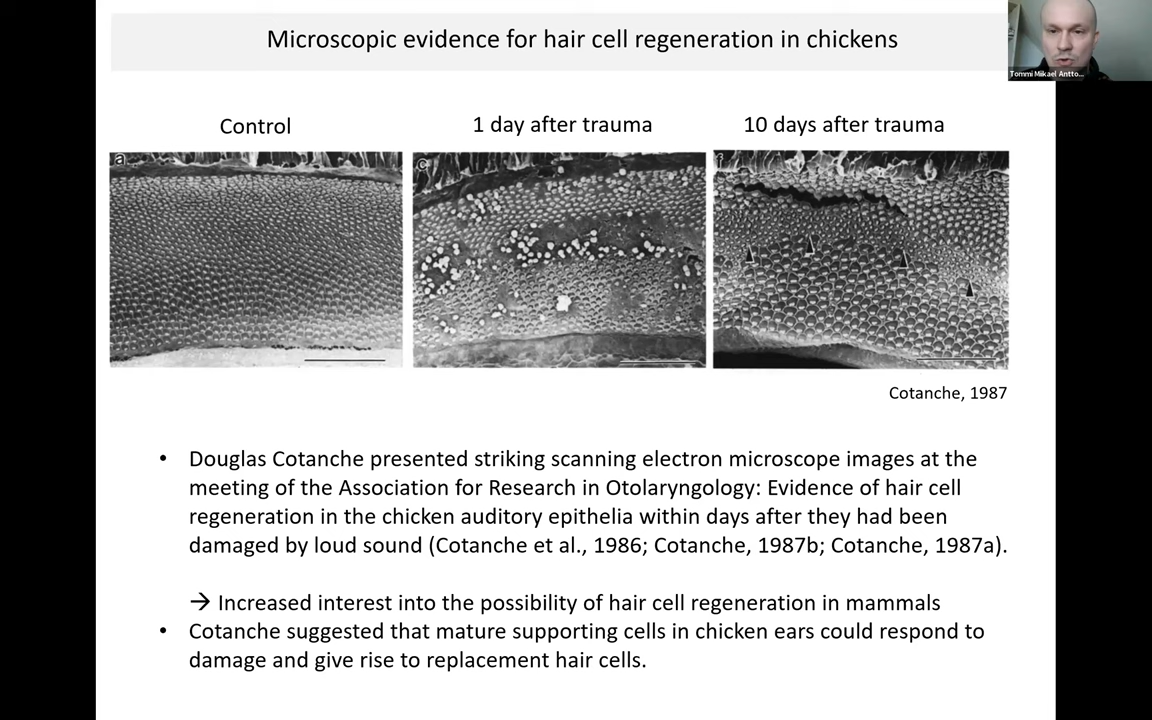 Microscopic evidence for hair cell regeneration in chickens
Tommi Mikael Antto...
Control
1 day after trauma
10 days after trauma
a
c
Cotanche, 1987
• Douglas Cotanche presented striking scanning electron microscope images at the
meeting of the Association for Research in Otolaryngology: Evidence of hair cell
regeneration in the chicken auditory epithelia within days after they had been
damaged by loud sound (Cotanche et al., 1986; Cotanche, 1987b; Cotanche, 1987a).
→ Increased interest into the possibility of hair cell regeneration in mammals
• Cotanche suggested that mature supporting cells in chicken ears could respond to
damage and give rise to replacement hair cells.